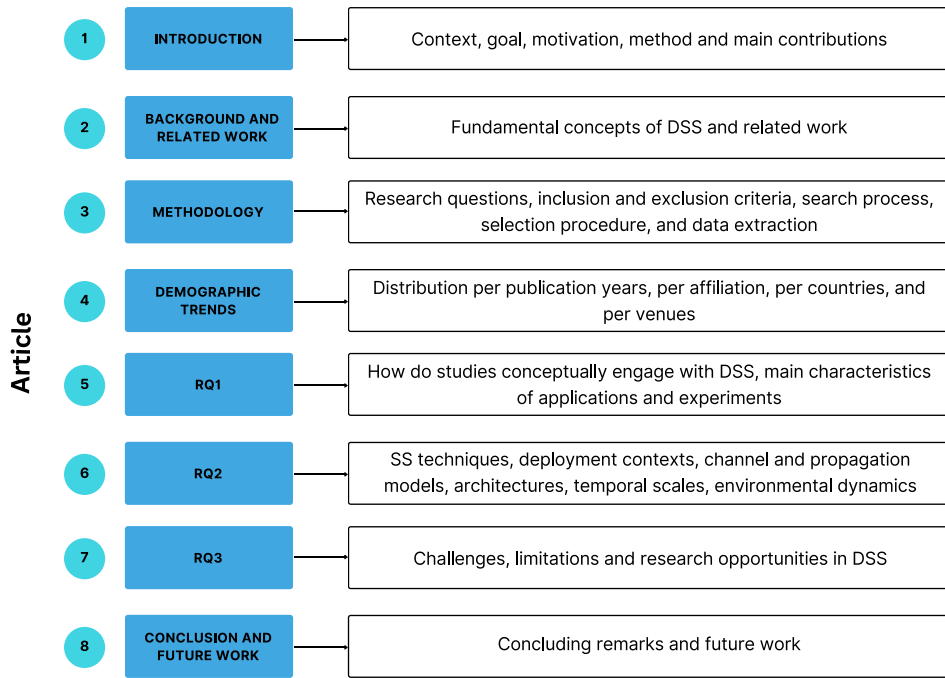 Article
1
INTRODUCTION
Context, goal, motivation, method and main contributions
2
BACKGROUND AND
RELATED WORK
Fundamental concepts of DSS and related work
3
METHODOLOGY
Research questions, inclusion and exclusion criteria, search process,
selection procedure, and data extraction
4
DEMOGRAPHIC
TRENDS
Distribution per publication years, per affiliation, per countries, and
per venues
5
RQ1
How do studies conceptually engage with DSS, main characteristics
of applications and experiments
6
RQ2
SS techniques, deployment contexts, channel and propagation
models, architectures, temporal scales, environmental dynamics
7
RQ3
Challenges, limitations and research opportunities in DSS
8
CONCLUSION AND
FUTURE WORK
Concluding remarks and future work